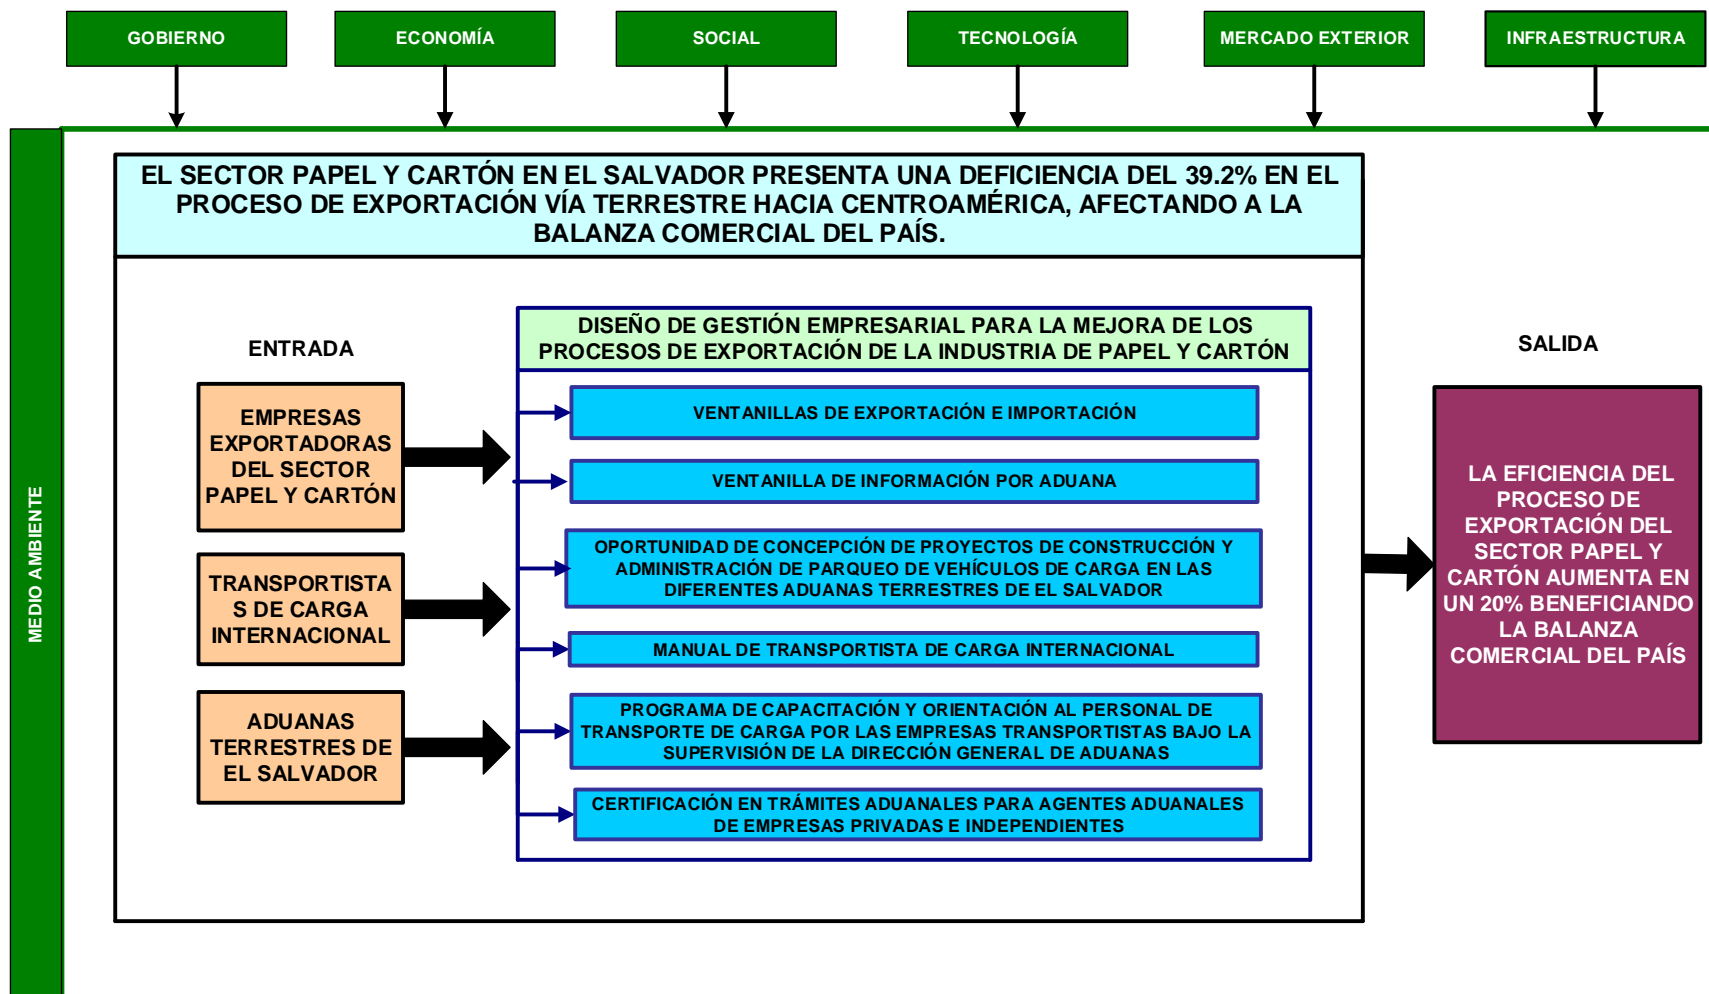 GOBIERNO
ECONOMÍA
SOCIAL
TECNOLOGÍA
MERCADO EXTERIOR
INFRAESTRUCTURA
MEDIO AMBIENTE
EL SECTOR PAPEL Y CARTÓN EN EL SALVADOR PRESENTA UNA DEFICIENCIA DEL 39.2% EN EL
PROCESO DE EXPORTACIÓN VÍA TERRESTRE HACIA CENTROAMÉRICA, AFECTANDO A LA
BALANZA COMERCIAL DEL PAÍS.
ENTRADA
EMPRESAS
EXPORTADORAS
DEL SECTOR
PAPEL Y CARTÓN
TRANSPORTISTA
S DE CARGA
INTERNACIONAL
ADUANAS
TERRESTRES DE
EL SALVADOR
DISEÑO DE GESTIÓN EMPRESARIAL PARA LA MEJORA DE LOS
PROCESOS DE EXPORTACIÓN DE LA INDUSTRIA DE PAPEL Y CARTÓN
VENTANILLAS DE EXPORTACIÓN E IMPORTACIÓN
VENTANILLA DE INFORMACIÓN POR ADUANA
OPORTUNIDAD DE CONCEPCIÓN DE PROYECTOS DE CONSTRUCCIÓN Y
ADMINISTRACIÓN DE PARQUEO DE VEHÍCULOS DE CARGA EN LAS
DIFERENTES ADUANAS TERRESTRES DE EL SALVADOR
MANUAL DE TRANSPORTISTA DE CARGA INTERNACIONAL
PROGRAMA DE CAPACITACIÓN Y ORIENTACIÓN AL PERSONAL DE
TRANSPORTE DE CARGA POR LAS EMPRESAS TRANSPORTISTAS BAJO LA
SUPERVISIÓN DE LA DIRECCIÓN GENERAL DE ADUANAS
CERTIFICACIÓN EN TRÁMITES ADUANALES PARA AGENTES ADUANALES
DE EMPRESAS PRIVADAS E INDEPENDIENTES
SALIDA
LA EFICIENCIA DEL
PROCESO DE
EXPORTACIÓN DEL
SECTOR PAPEL Y
CARTÓN AUMENTA EN
UN 20% BENEFICIANDO
LA BALANZA
COMERCIAL DEL PAÍS